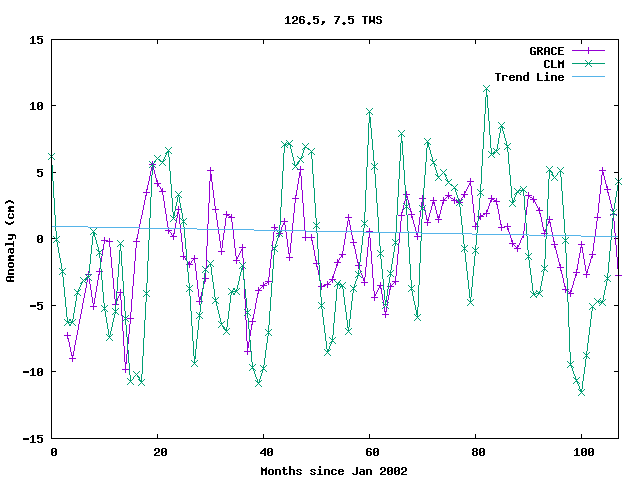 126.5, 7.5 TWS
GRACE
CLM
Trend Line
15
10
5
0
-5
-10
-15
Anomaly (cm)
0 20 40 60 80 100
Months since Jan 2002